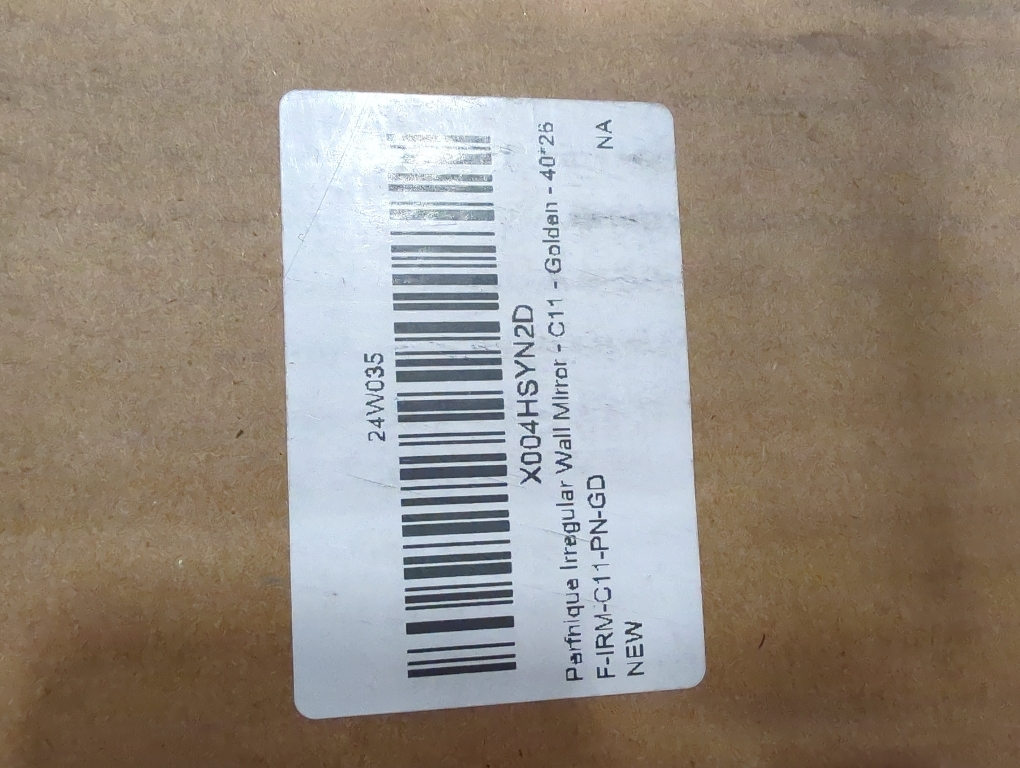 24W035
X004HSYN2D
Parfnique Irregular Wall Mirror - C11 - Golden - 40*26
F-IRM-C11-PN-GD NA
NEW